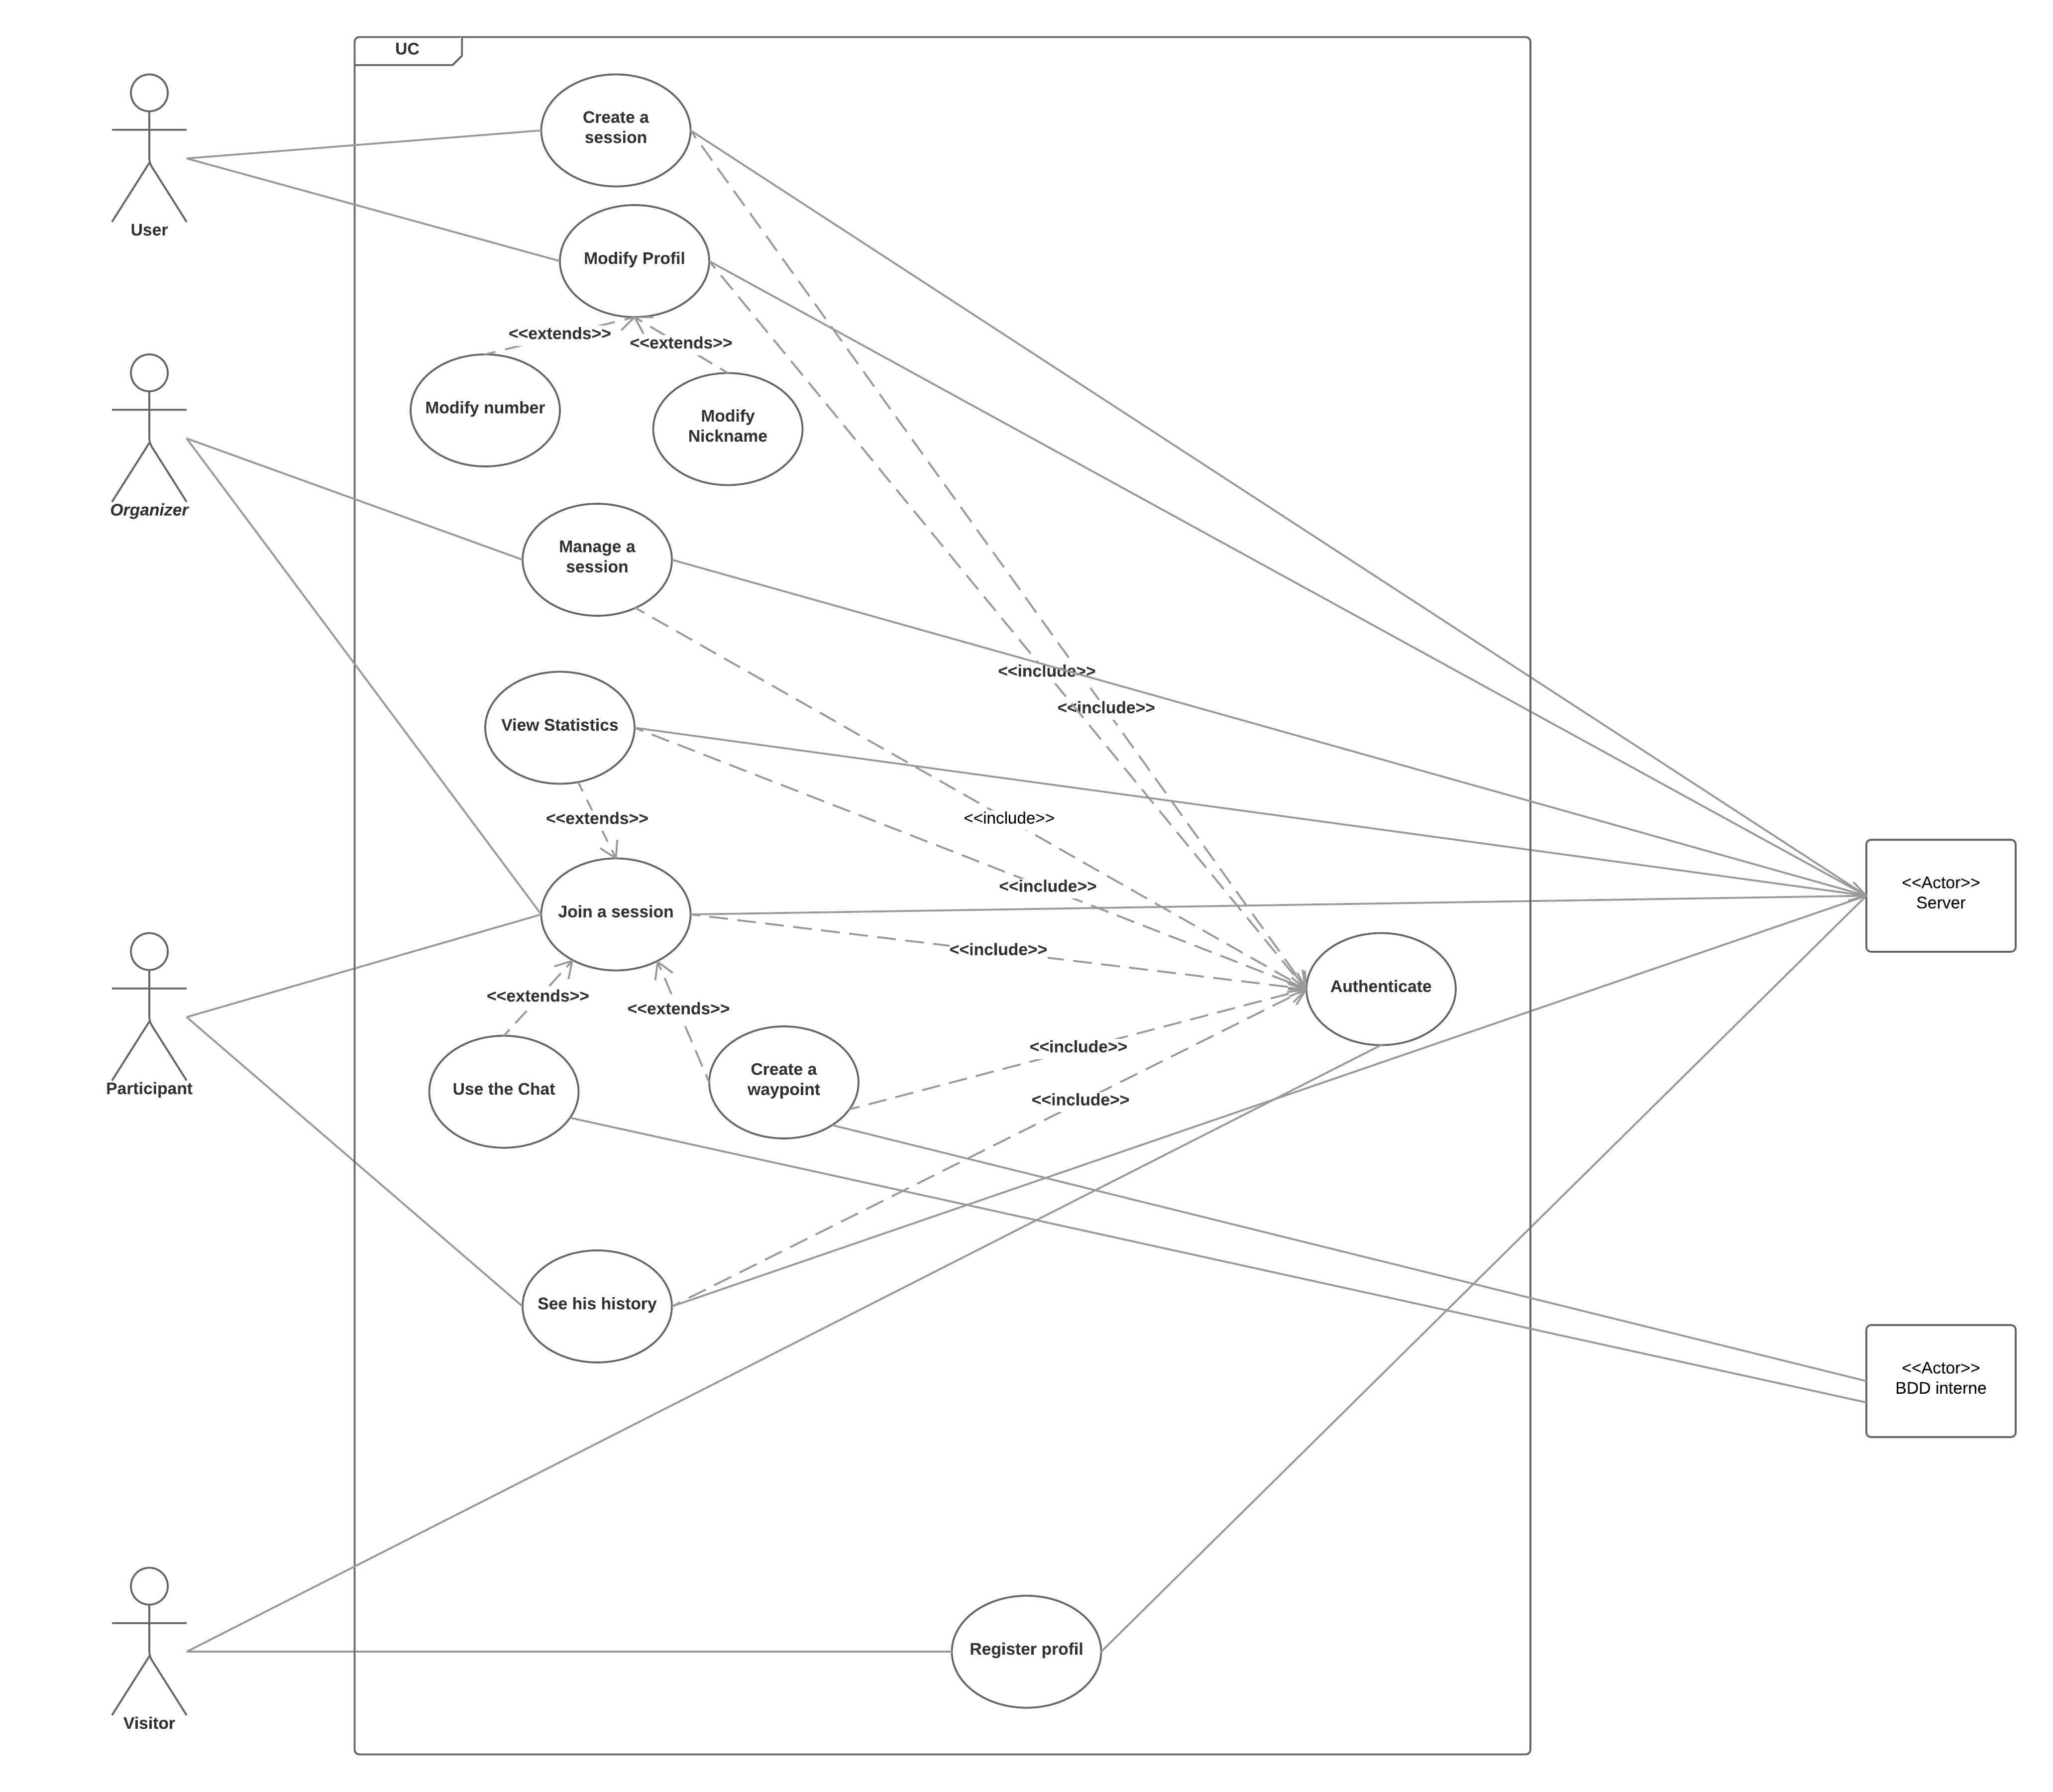 UC
Create a
session
User
Modify Profil
<<extends>>
<<extends>>
Modify number
Modify
Nickname
Organizer
Manage a
session
<<include>>
<<include>>
View Statistics
<<extends>>
<<include>>
<<include>>
<<Actor>>
Server
Join a session
<<include>>
<<extends>>
<<extends>>
Authenticate
Participant
Use the Chat
Create a
waypoint
<<include>>
<<include>>
See his history
<<Actor>>
BDD interne
Register profil
Visitor